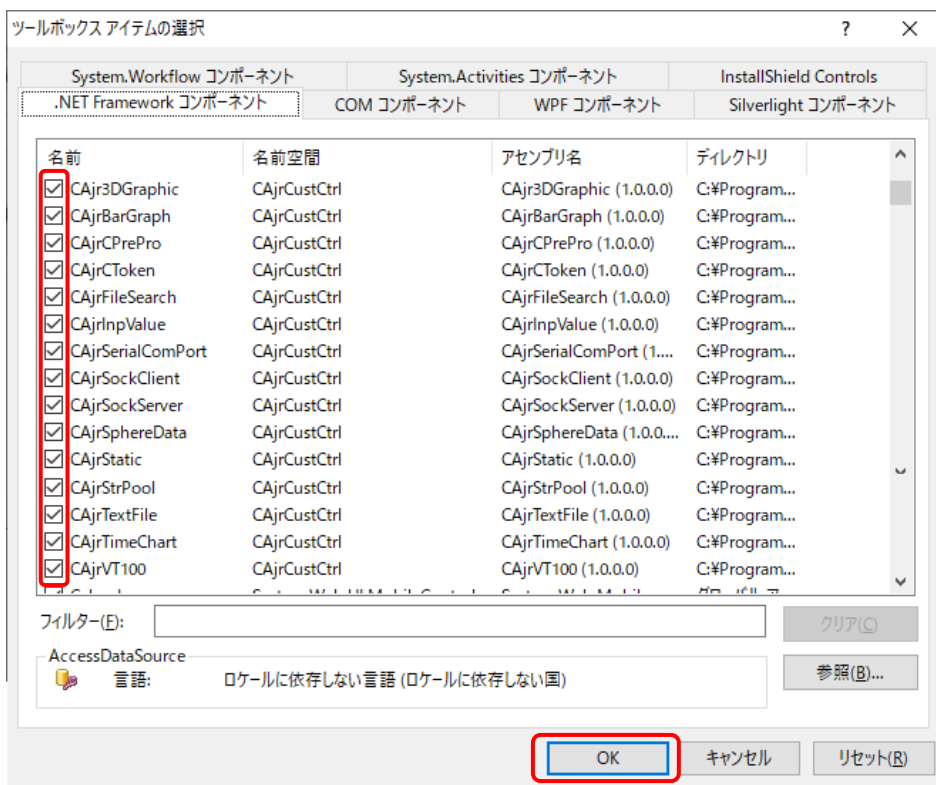 ツールボックス アイテムの選択 ?
System.Workflow コンポーネント System.Activities コンポーネント InstallShield Controls
.NET Framework コンポーネント COM コンポーネント WPF コンポーネント Silverlight コンポーネント
名前 名前空間 アセンブリ名 ディレクトリ
CAjr3DGraphic CAjrCustCtrl CAjr3DGraphic (1.0.0.0) C:¥Program...
CAjrBarGraph CAjrCustCtrl CAjrBarGraph (1.0.0.0) C:¥Program...
CAjrCPrePro CAjrCustCtrl CAjrCPrePro (1.0.0.0) C:¥Program...
CAjrCToken CAjrCustCtrl CAjrCToken (1.0.0.0) C:¥Program...
CAjrFileSearch CAjrCustCtrl CAjrFileSearch (1.0.0.0) C:¥Program...
CAjrInpValue CAjrCustCtrl CAjrInpValue (1.0.0.0) C:¥Program...
CAjrSerialComPort CAjrCustCtrl CAjrSerialComPort (1.... C:¥Program...
CAjrSockClient CAjrCustCtrl CAjrSockClient (1.0.0.0) C:¥Program...
CAjrSockServer CAjrCustCtrl CAjrSockServer (1.0.0.0) C:¥Program...
CAjrSphereData CAjrCustCtrl CAjrSphereData (1.0.0.... C:¥Program...
CAjrStatic CAjrCustCtrl CAjrStatic (1.0.0.0) C:¥Program...
CAjrStrPool CAjrCustCtrl CAjrStrPool (1.0.0.0) C:¥Program...
CAjrTextFile CAjrCustCtrl CAjrTextFile (1.0.0.0) C:¥Program...
CAjrTimeChart CAjrCustCtrl CAjrTimeChart (1.0.0.0) C:¥Program...
CAjrVT100 CAjrCustCtrl CAjrVT100 (1.0.0.0) C:¥Program...
フィルター(F): クリア(C)
AccessDataSource
言語: ロケールに依存しない言語 (ロケールに依存しない国) 参照(B)...
OK キャンセル リセット(R)